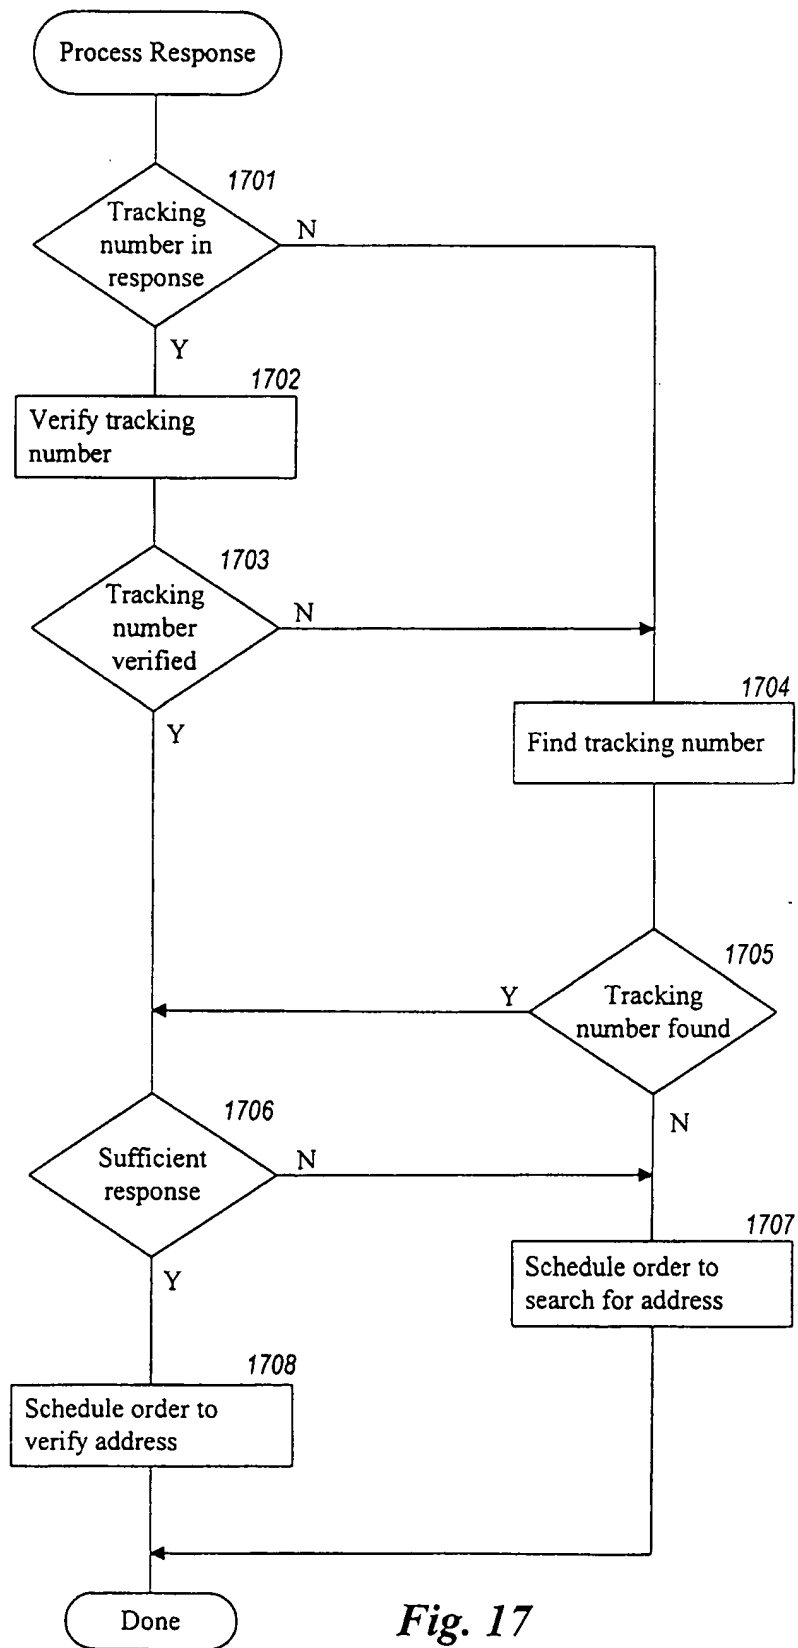 Process Response
1701
Tracking
number in
response
N
Y
1702
Verify tracking
number
1703
Tracking
number
verified
N
Y
1704
Find tracking number
1705
Tracking
number found
Y
N
1706
Sufficient
response
N
Y
1707
Schedule order to
search for address
1708
Schedule order to
verify address
Done
Fig. 17